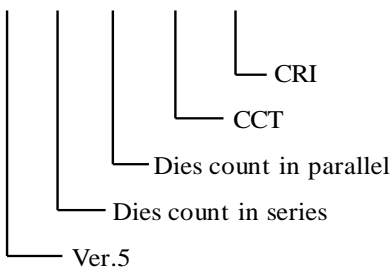 CRI
CCT
Dies count in parallel
Dies count in series
Ver.5